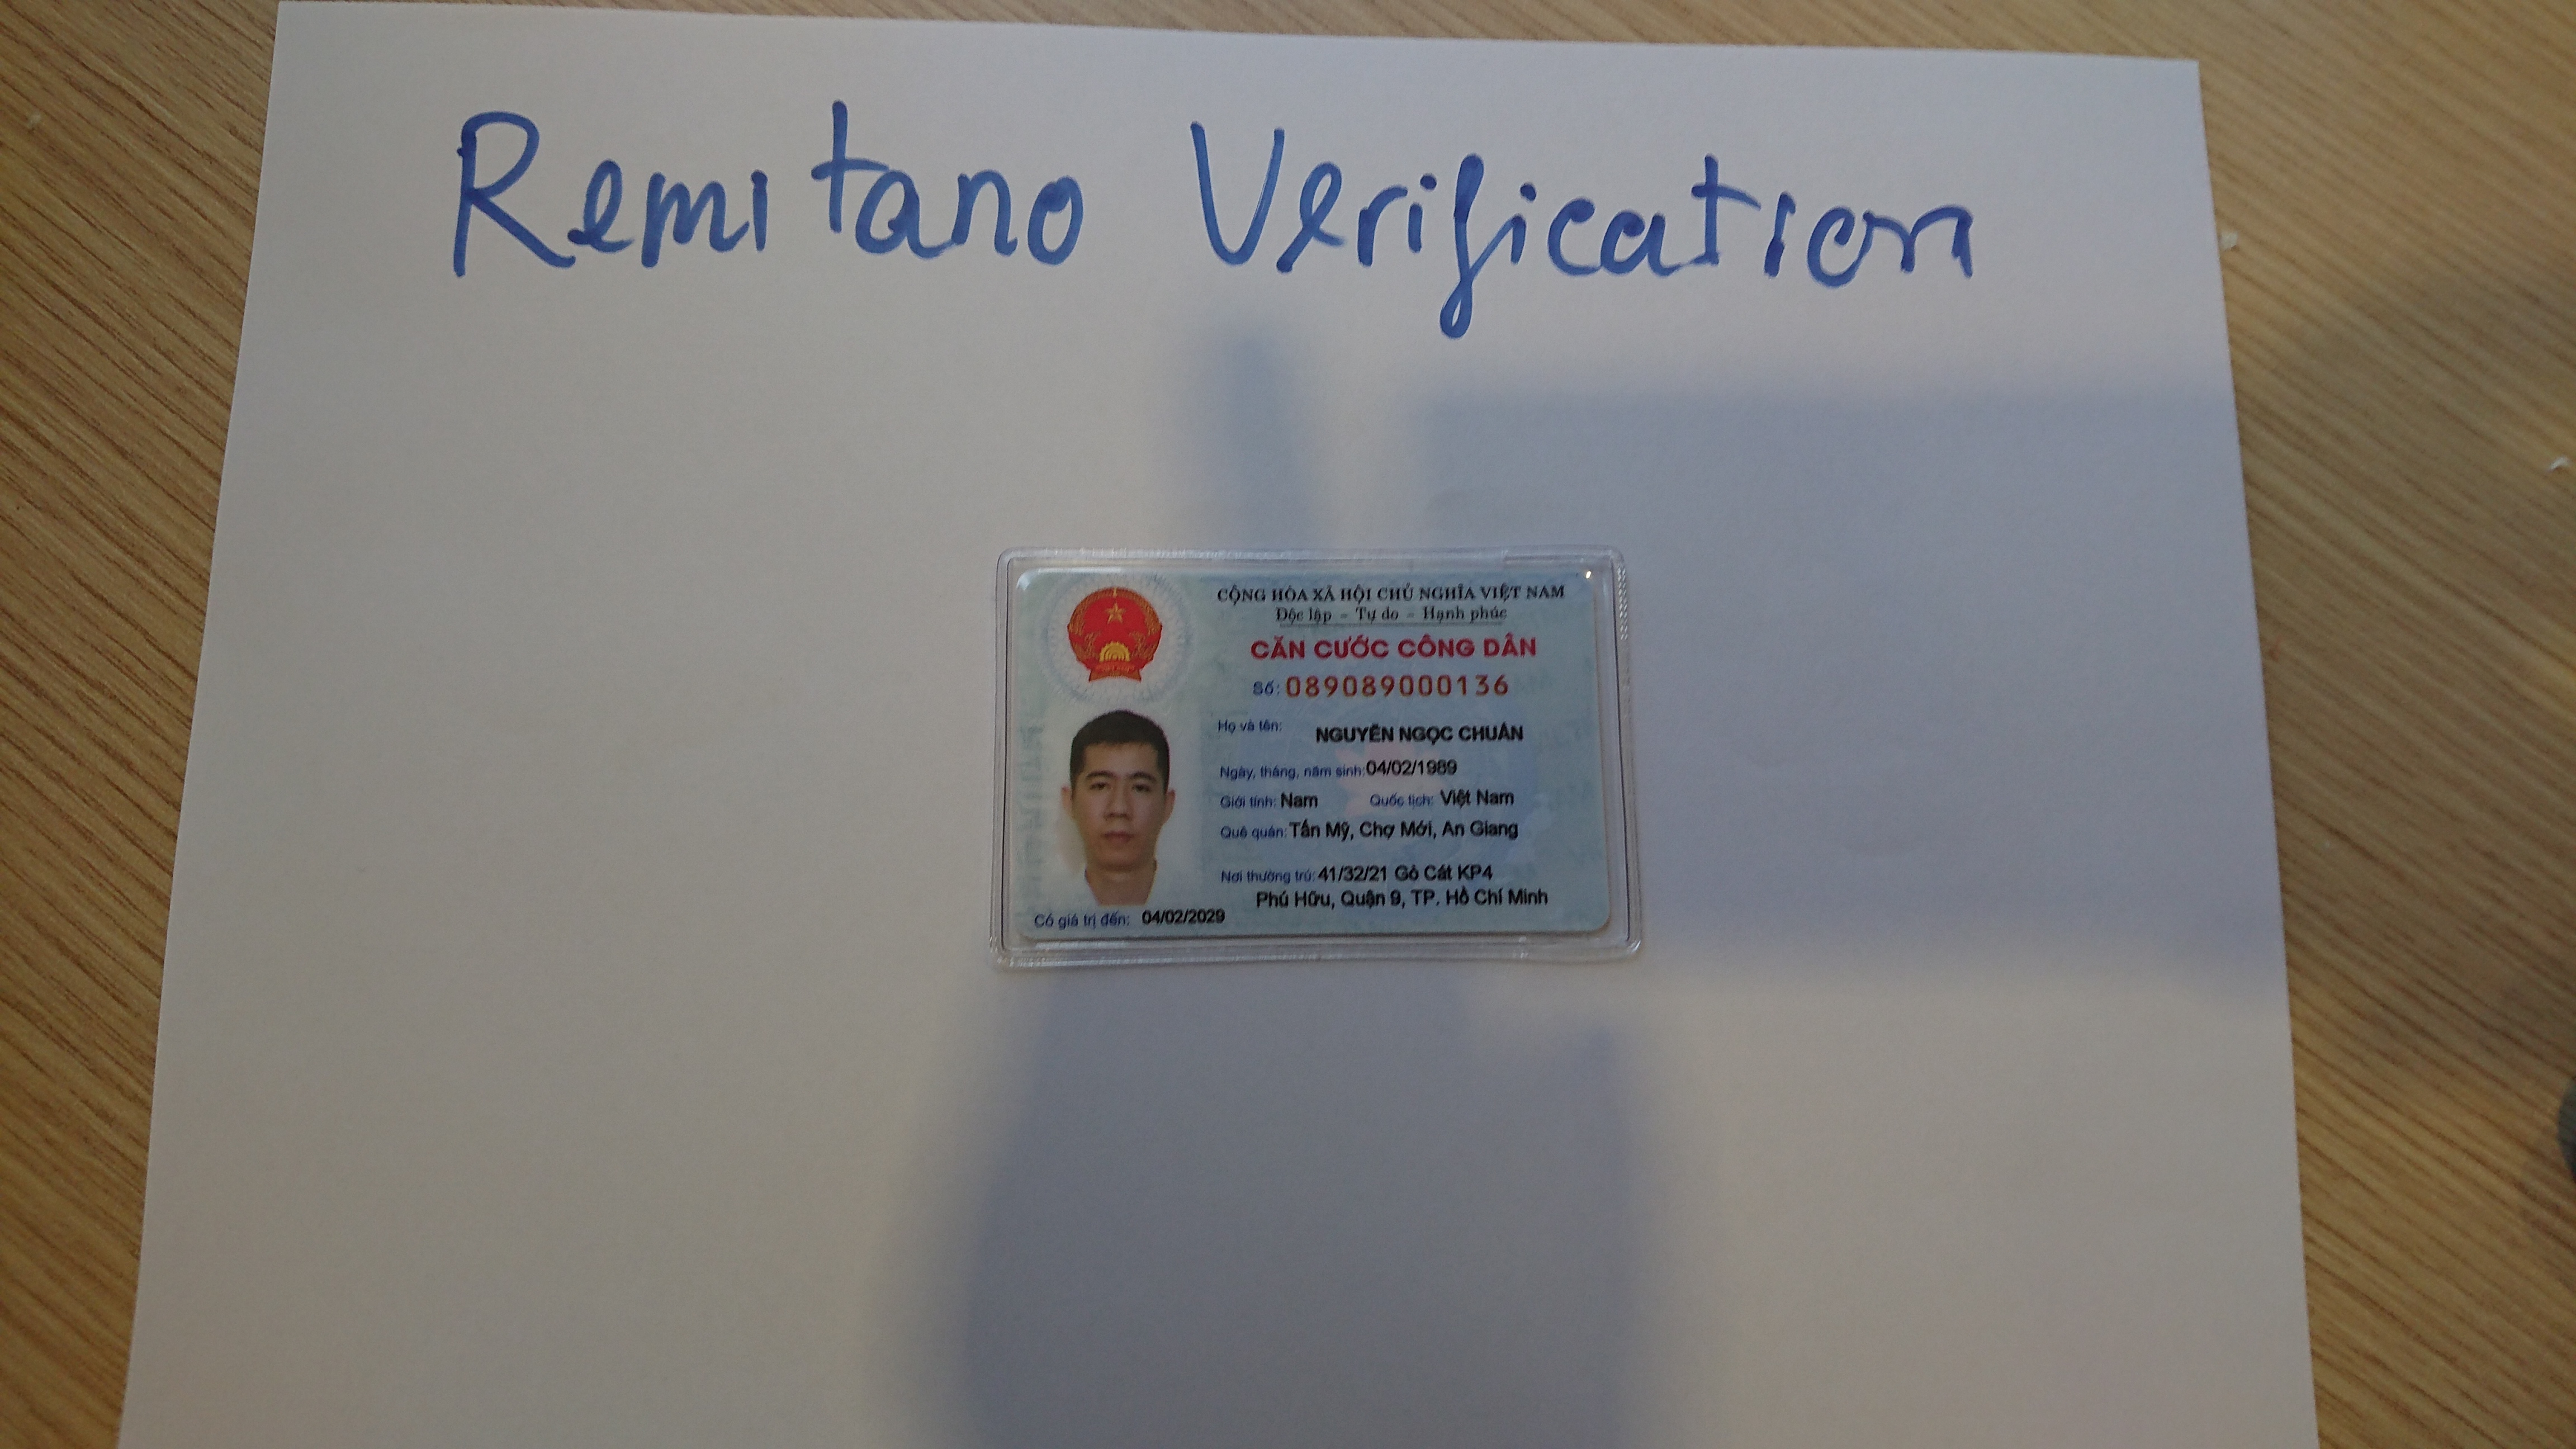 Remitano Verification
CỘNG HÒA XÃ HỘI CHỦ NGHĨA VIỆT NAM
Độc lập – Tự do – Hạnh phúc
CĂN CƯỚC CÔNG DÂN
Số: 089089000136
Họ và tên: NGUYỄN NGỌC CHUẨN
Ngày, tháng, năm sinh: 04/02/1989
Giới tính: Nam Quốc tịch: Việt Nam
Quê quán: Tấn Mỹ, Chợ Mới, An Giang
Nơi thường trú: 41/32/21 Gò Cát KP4
Phú Hữu, Quận 9, TP. Hồ Chí Minh
Có giá trị đến: 04/02/2029